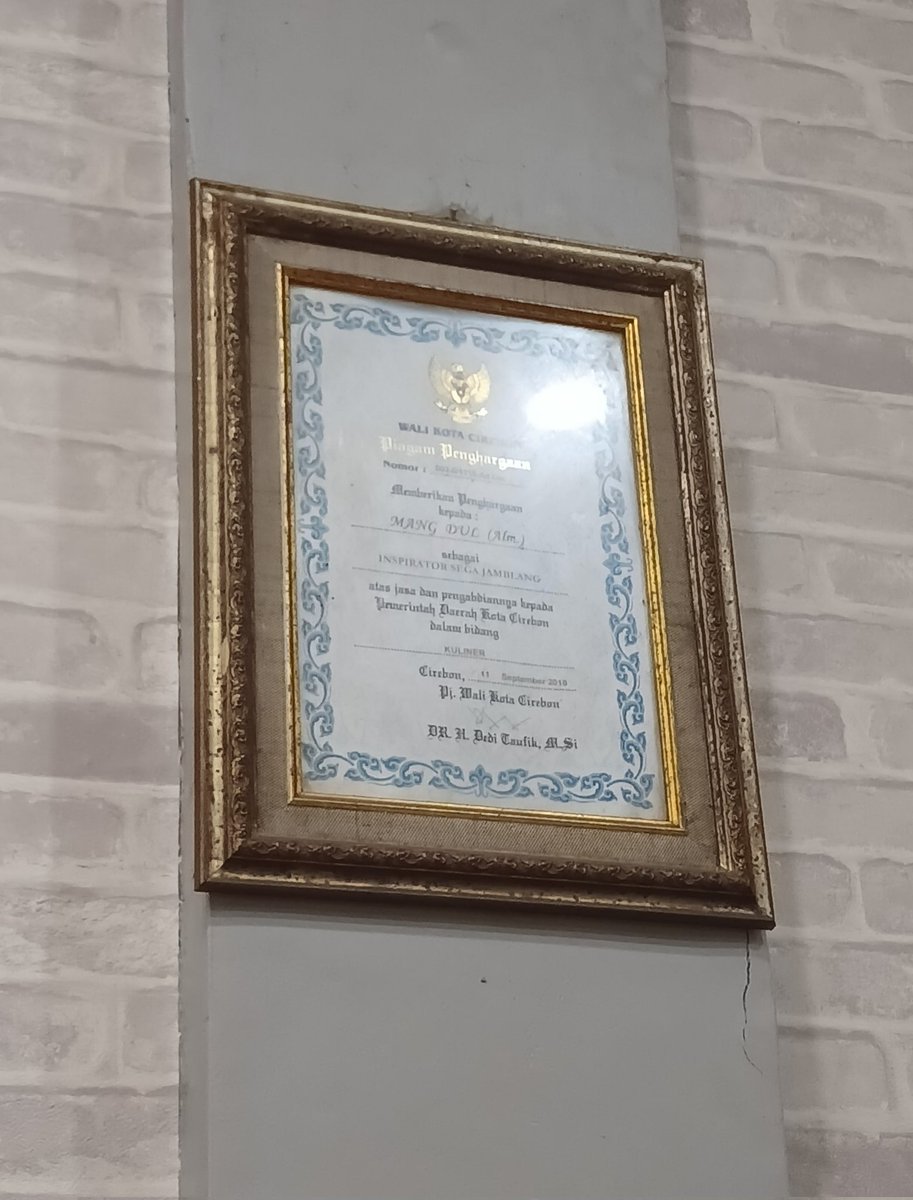 WALI KOTA CIREBON
Piagam Penghargaan
Nomor :
Memberikan Penghargaan
kepada :
MANG DUL (Alm.)
sebagai
INSPIRATOR SEGA JAMBLANG
atas jasa dan pengabdiannya kepada
Pemerintah Daerah Kota Cirebon
dalam bidang
KULINER
Cirebon, 11 September 2018
Pj. Wali Kota Cirebon
DR. H. Dedi Taufik, M.Si